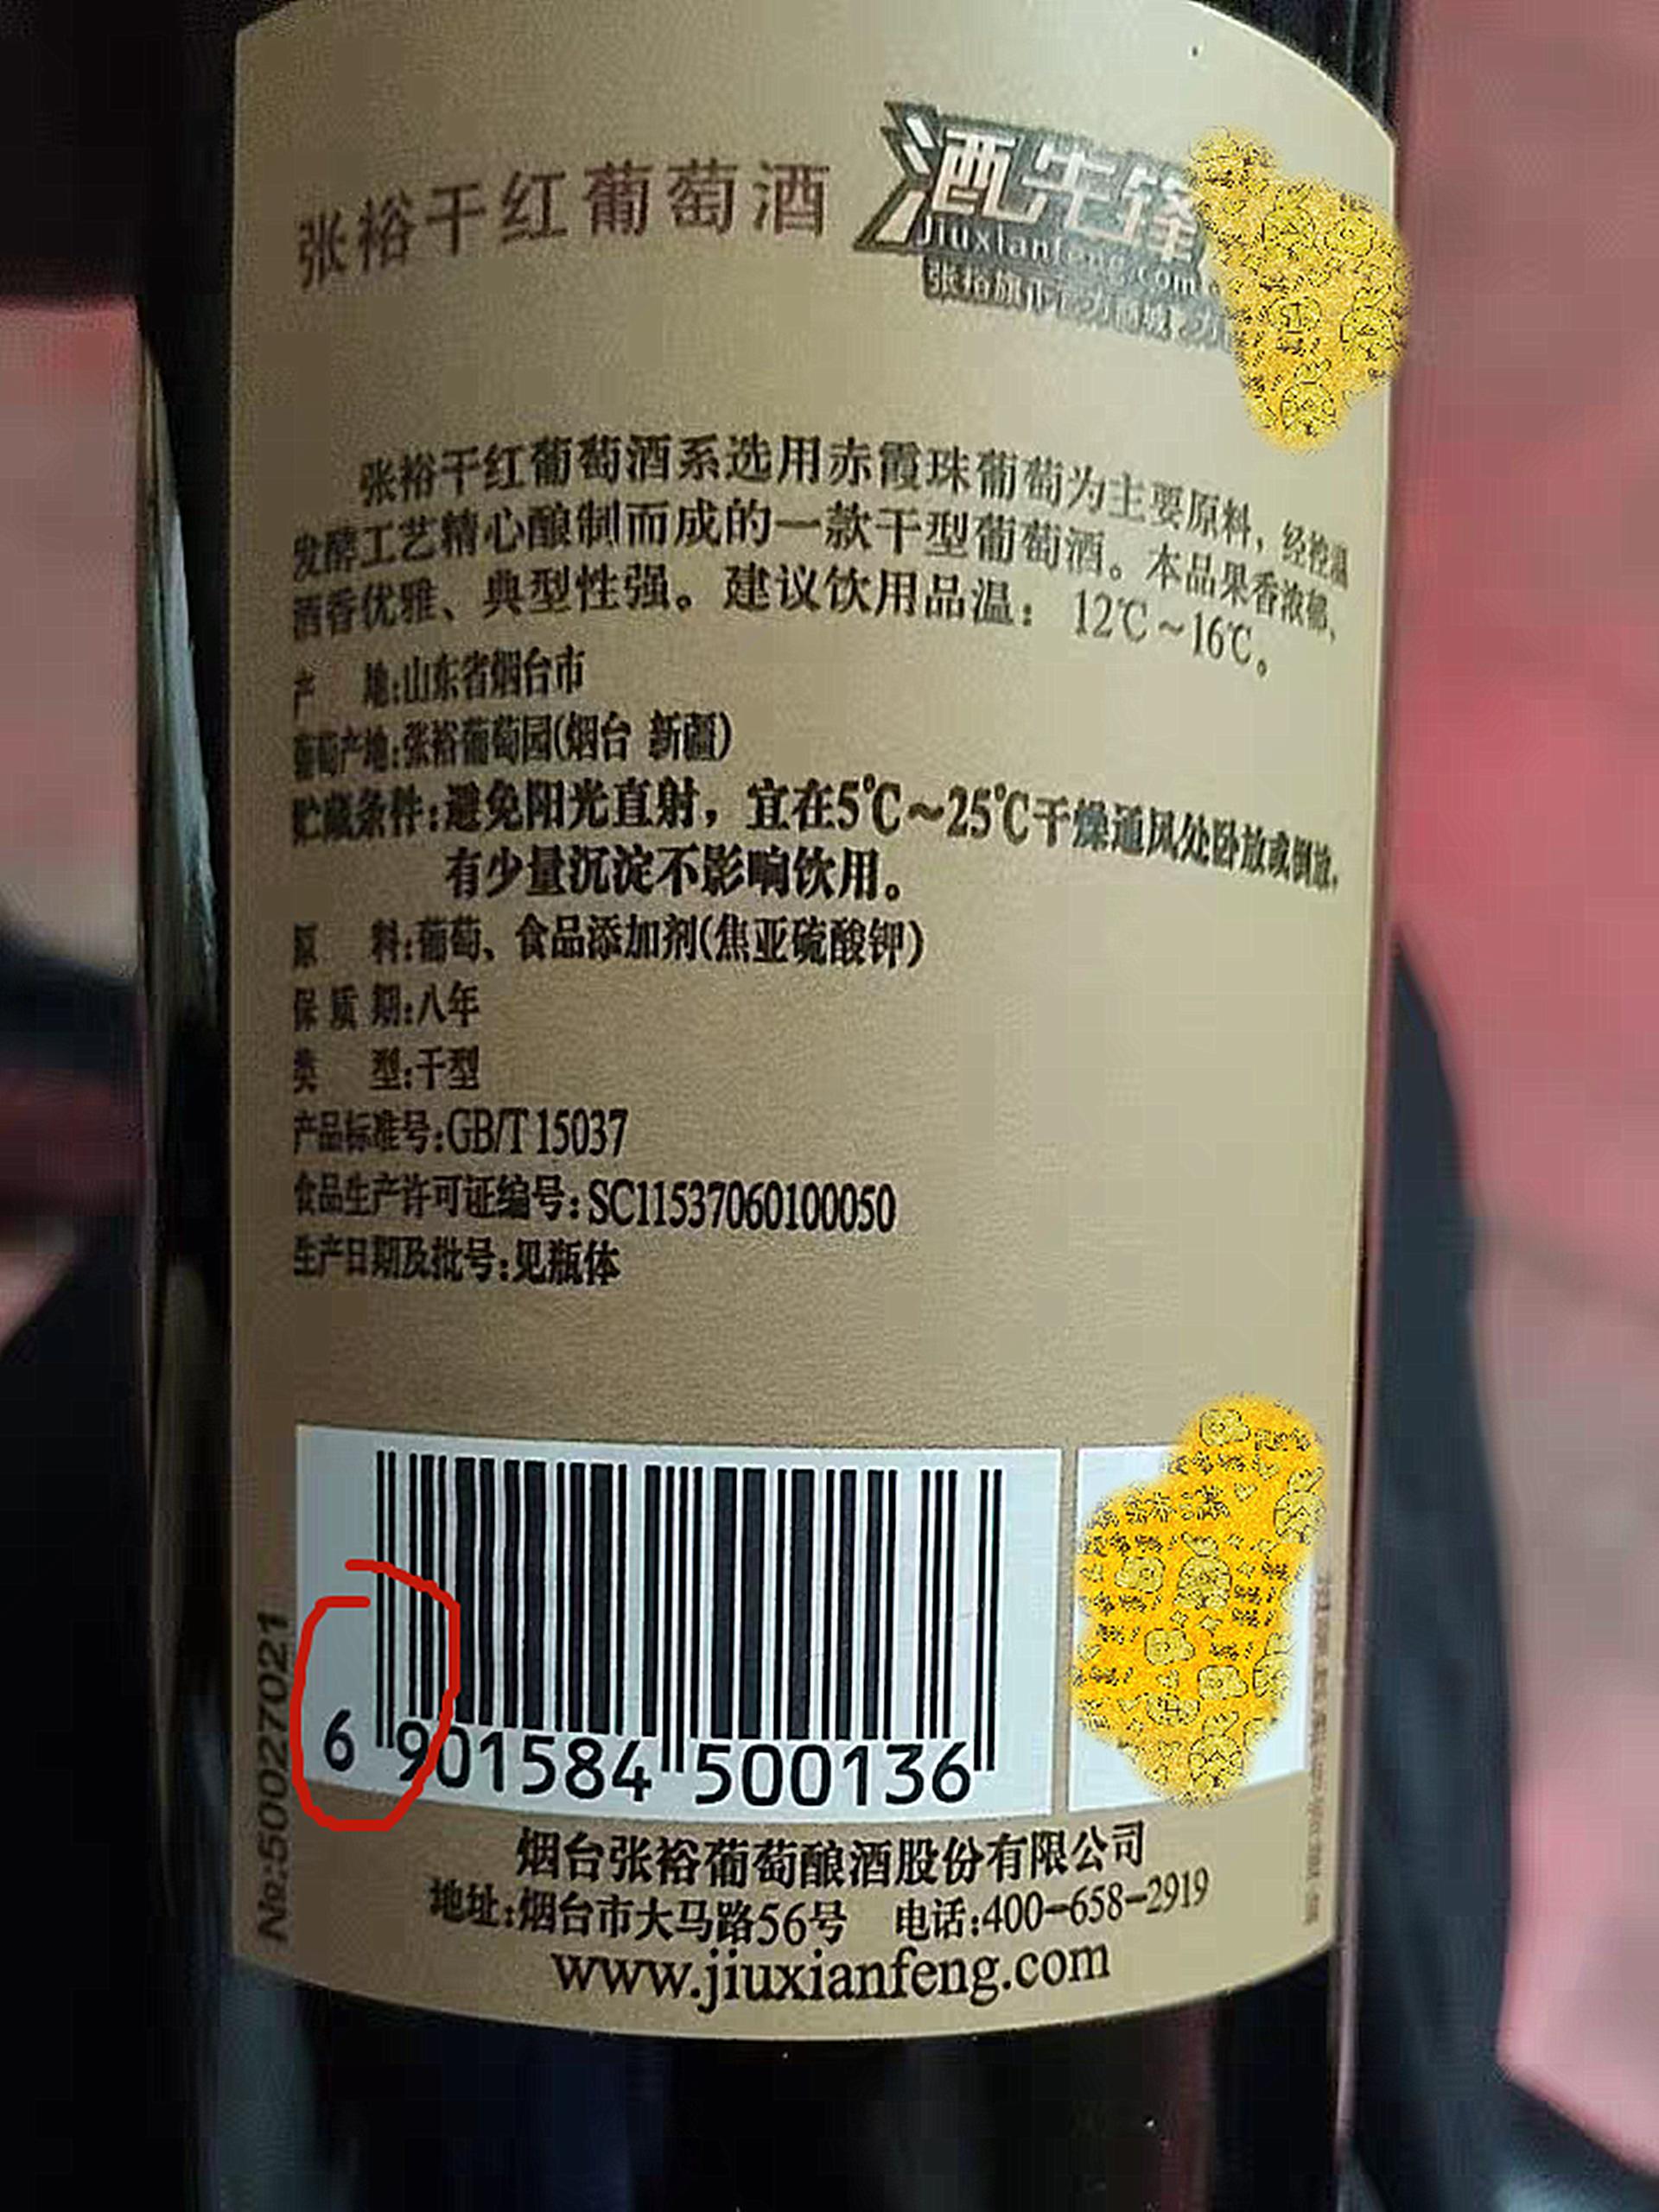 张裕干红葡萄酒
酒先锋
Jiuxianfeng.com
张裕旗下官方商城
张裕干红葡萄酒系选用赤霞珠葡萄为主要原料，经控温
发酵工艺精心酿制而成的一款干型葡萄酒。本品果香浓郁、
酒香优雅、典型性强。建议饮用品温：12℃～16℃。
产 地:山东省烟台市
葡萄产地:张裕葡萄园(烟台 新疆)
贮藏条件:避免阳光直射，宜在5℃～25℃干燥通风处卧放或倒放，
有少量沉淀不影响饮用。
原 料:葡萄、食品添加剂(焦亚硫酸钾)
保 质 期:八年
类 型:干型
产品标准号:GB/T 15037
食品生产许可证编号: SC11537060100050
生产日期及批号:见瓶体
№:50027021
6 901584 500136
烟台张裕葡萄酿酒股份有限公司
地址:烟台市大马路56号 电话:400-658-2919
www.jiuxianfeng.com